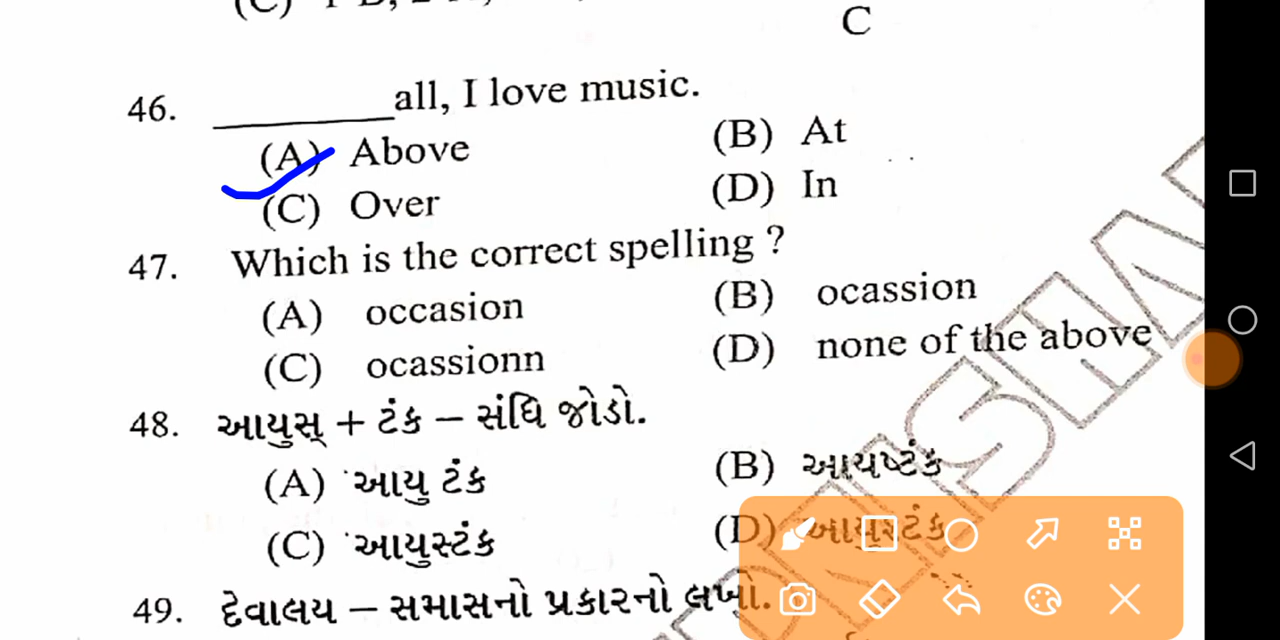 C
46. ________ all, I love music.
(A) Above (B) At
(C) Over (D) In
47. Which is the correct spelling ?
(A) occasion (B) ocassion
(C) ocassionn (D) none of the above
48. આયુસ્ + ટંક – સંધિ જોડો.
(A) આયુ ટંક (B) આયષ્ટંક
(C) આયુસ્ટંક (D)
49. દેવાલય – સમાસનો પ્રકારનો લખો.